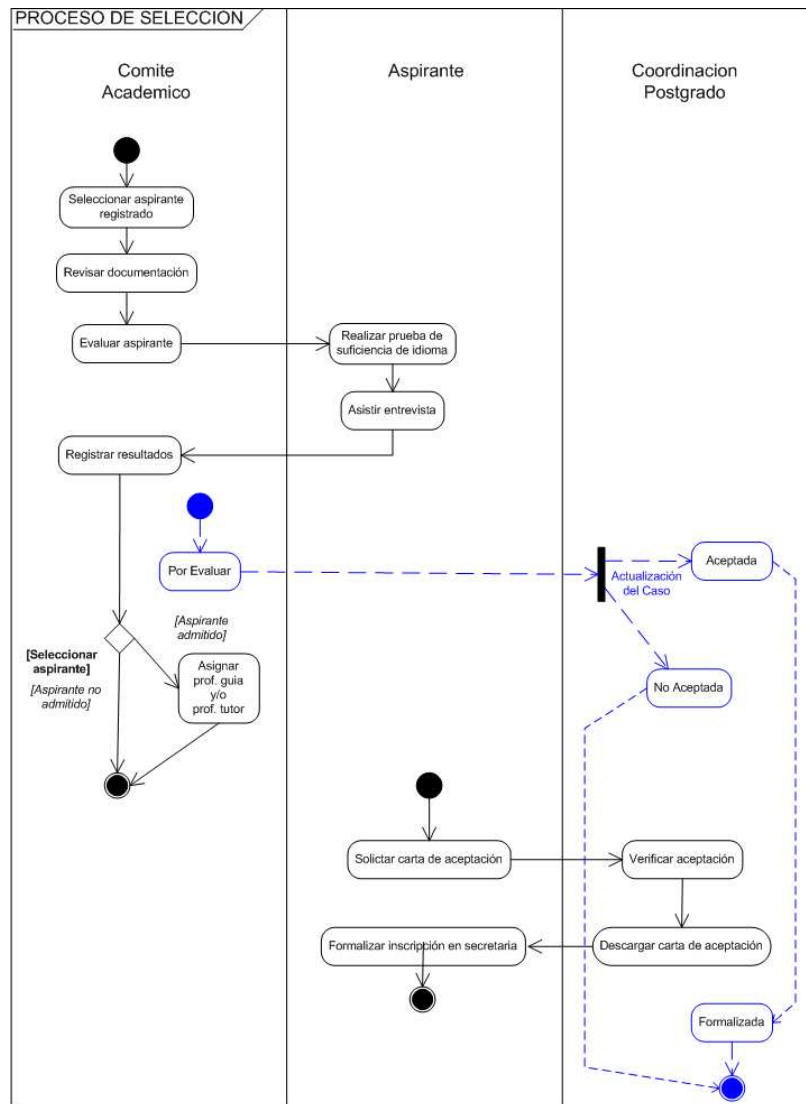 PROCESO DE SELECCION
Comite
Academico
Aspirante
Coordinacion
Postgrado
Seleccionar aspirante
registrado
Revisar documentación
Evaluar aspirante
Realizar prueba de
suficiencia de idioma
Asistir entrevista
Registrar resultados
Por Evaluar
Actualización
del Caso
Aceptada
[Aspirante
admitido]
[Seleccionar
aspirante]
[Aspirante no
admitido]
Asignar
prof. guia
y/o
prof. tutor
No Aceptada
Solictar carta de aceptación
Verificar aceptación
Formalizar inscripción en secretaria
Descargar carta de aceptación
Formalizada